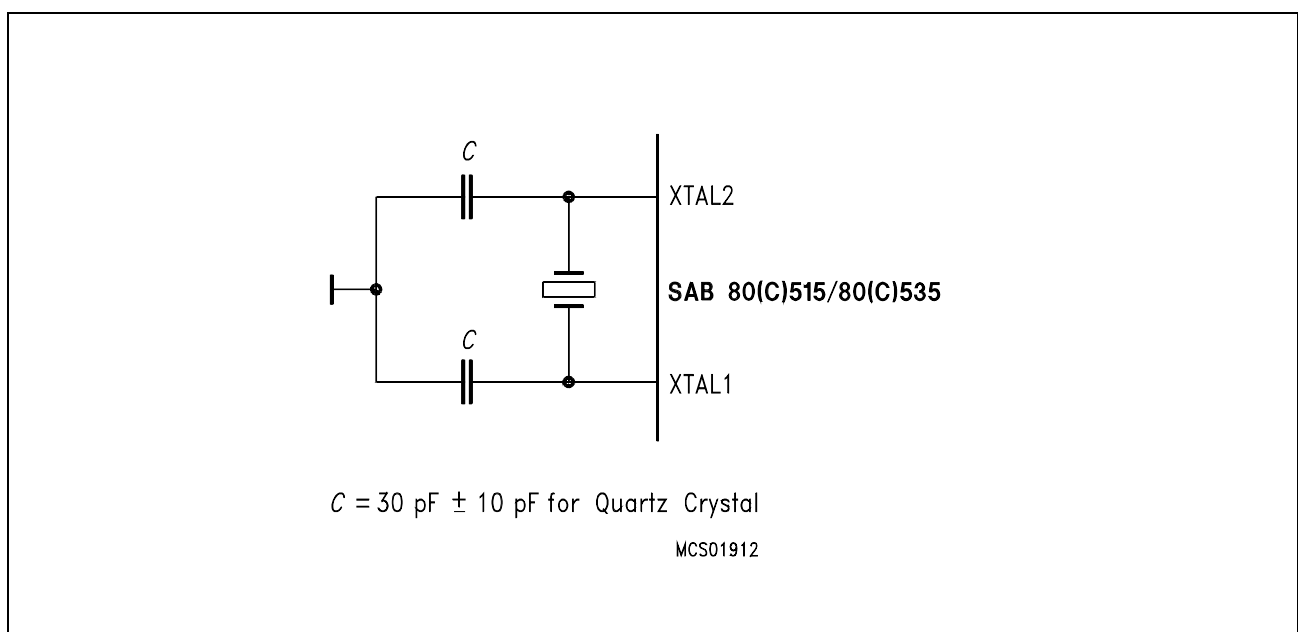 C
XTAL2
SAB 80(C)515/80(C)535
C
XTAL1
C = 30 pF ± 10 pF for Quartz Crystal
MCS01912